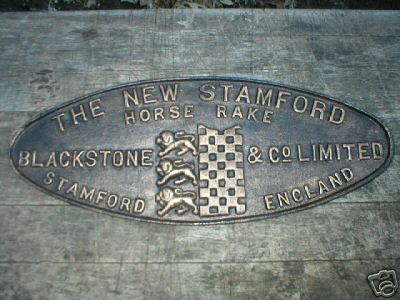 THE NEW STAMFORD
HORSE RAKE
BLACKSTONE & CO LIMITED
STAMFORD ENGLAND